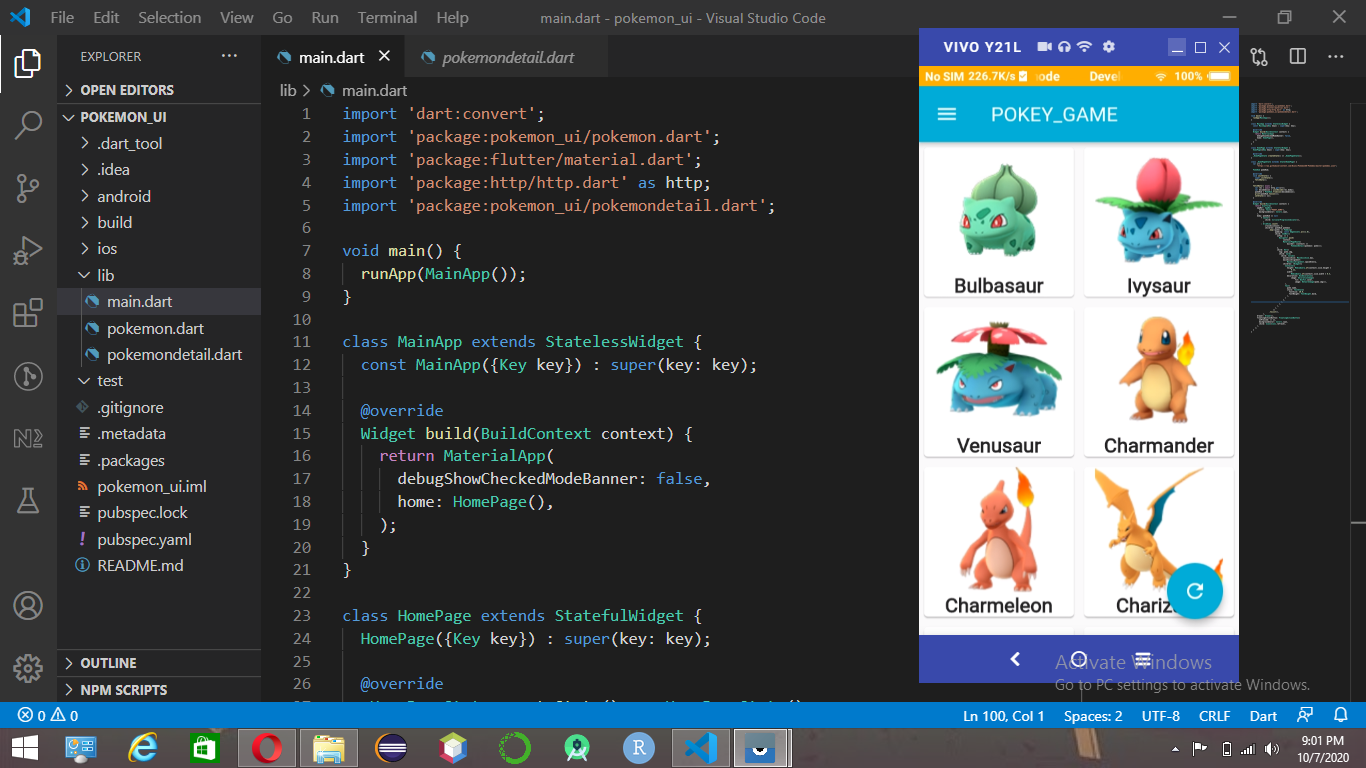 File Edit Selection View Go Run Terminal Help
main.dart - pokemon_ui - Visual Studio Code
EXPLORER
OPEN EDITORS
POKEMON_UI
.dart_tool
.idea
android
build
ios
lib
main.dart
pokemon.dart
pokemondetail.dart
test
.gitignore
.metadata
.packages
pokemon_ui.iml
pubspec.lock
pubspec.yaml
README.md
OUTLINE
NPM SCRIPTS
main.dart
pokemondetail.dart
lib > main.dart
1 import 'dart:convert';
2 import 'package:pokemon_ui/pokemon.dart';
3 import 'package:flutter/material.dart';
4 import 'package:http/http.dart' as http;
5 import 'package:pokemon_ui/pokemondetail.dart';
6
7 void main() {
8 runApp(MainApp());
9 }
10
11 class MainApp extends StatelessWidget {
12 const MainApp({Key key}) : super(key: key);
13
14 @override
15 Widget build(BuildContext context) {
16 return MaterialApp(
17 debugShowCheckedModeBanner: false,
18 home: HomePage(),
19 );
20 }
21 }
22
23 class HomePage extends StatefulWidget {
24 HomePage({Key key}) : super(key: key);
25
26 @override
VIVO Y21L
No SIM 226.7K/s node Devel 100%
POKEY_GAME
Bulbasaur
Ivysaur
Venusaur
Charmander
Charmeleon
Chariz
Activate Windows
Go to PC settings to activate Windows.
0 0
Ln 100, Col 1 Spaces: 2 UTF-8 CRLF Dart
9:01 PM
10/7/2020